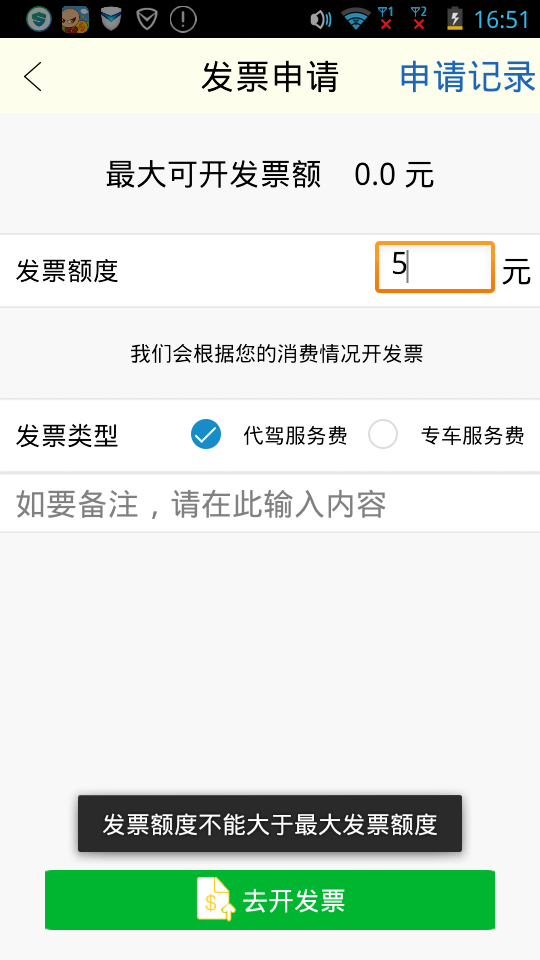 16:51
发票申请 申请记录
最大可开发票额 0.0 元
发票额度 5 元
我们会根据您的消费情况开发票
发票类型 代驾服务费 专车服务费
如要备注，请在此输入内容
发票额度不能大于最大发票额度
$ 去开发票